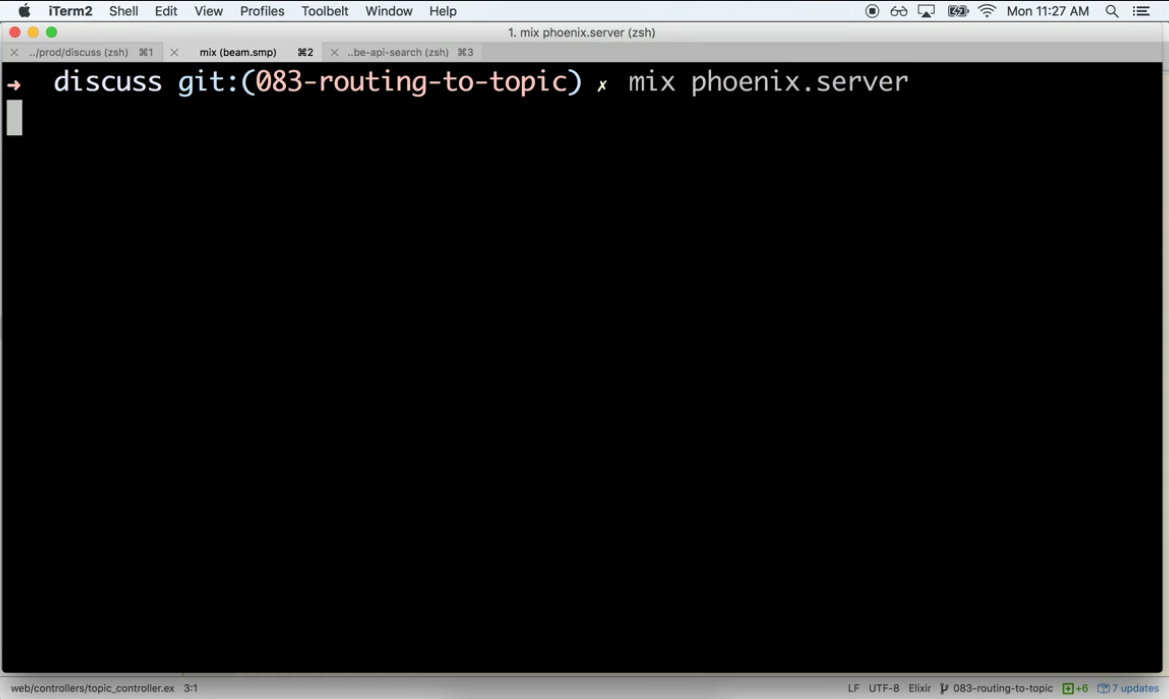 iTerm2 Shell Edit View Profiles Toolbelt Window Help Mon 11:27 AM
1. mix phoenix.server (zsh)
../prod/discuss (zsh) ⌘1 mix (beam.smp) ⌘2 ..be-api-search (zsh) ⌘3
➜ discuss git:(083-routing-to-topic) ✗ mix phoenix.server
web/controllers/topic_controller.ex 3:1 LF UTF-8 Elixir 083-routing-to-topic +6 7 updates